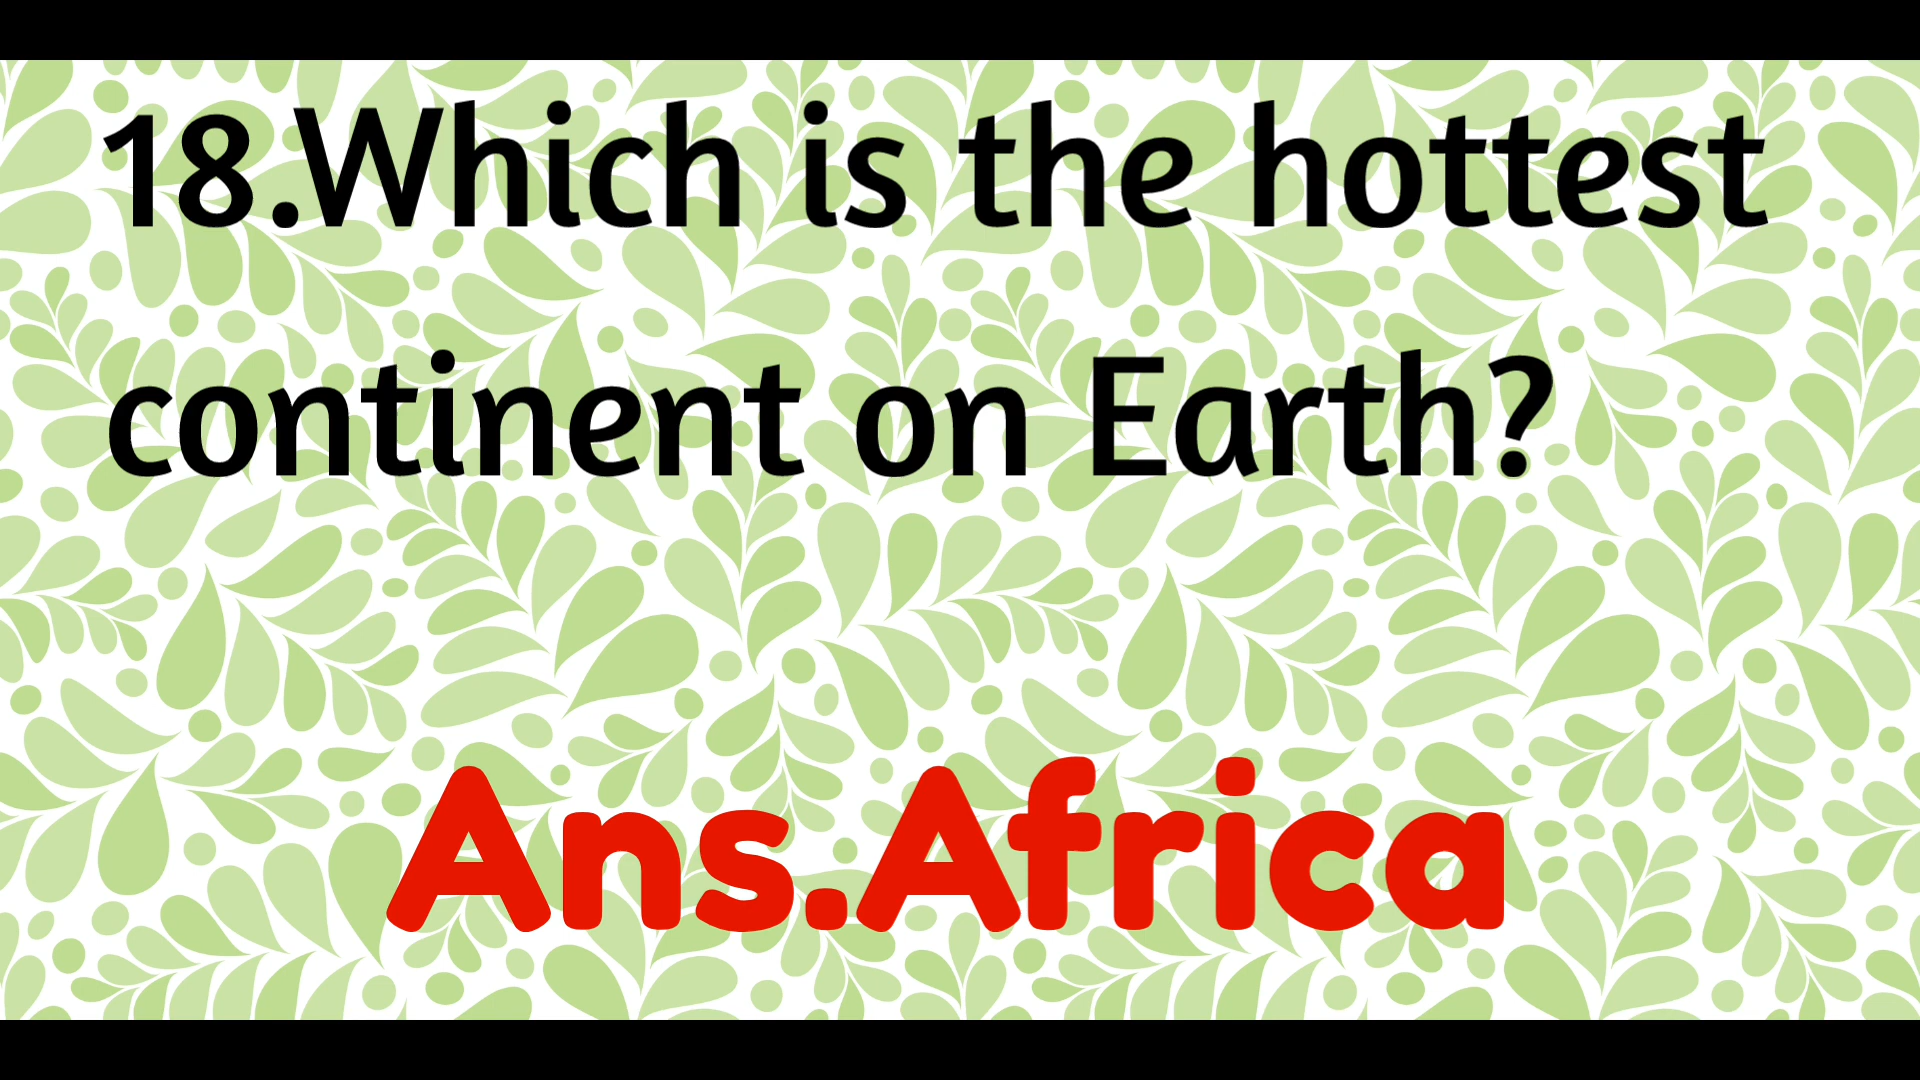 18.Which is the hottest
continent on Earth?
Ans.Africa